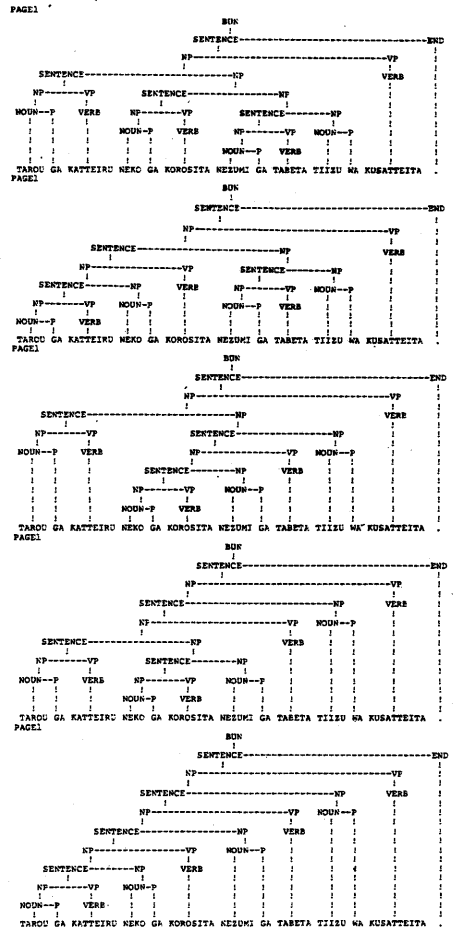 PAGE1
BUN
SENTENCE END
NP VP
SENTENCE NP VERB
NP VP SENTENCE NP
NOUN P VERB NP VP SENTENCE NP
NOUN P VERB NP VP NOUN P
NOUN P VERB
TAROU GA KATTEIRU NEKO GA KOROSITA NEZUMI GA TABETA TIIZU WA KUSATTEITA .
PAGE1
BUN
SENTENCE END
NP VP
SENTENCE NP VERB
NP VP SENTENCE NP
SENTENCE NP VERB NP VP NOUN P
NP VP NOUN P NOUN P VERB
NOUN P VERB
TAROU GA KATTEIRU NEKO GA KOROSITA NEZUMI GA TABETA TIIZU WA KUSATTEITA .
PAGE1
BUN
SENTENCE END
NP VP
SENTENCE NP VERB
NP VP SENTENCE NP
NOUN P VERB NP VP NOUN P
SENTENCE NP VERB
NP VP NOUN P
NOUN P VERB
TAROU GA KATTEIRU NEKO GA KOROSITA NEZUMI GA TABETA TIIZU WA KUSATTEITA .
PAGE1
BUN
SENTENCE END
NP VP
SENTENCE NP VERB
NP VP NOUN P
SENTENCE NP VERB
NP VP SENTENCE NP
NOUN P VERB NP VP NOUN P
NOUN P VERB
TAROU GA KATTEIRU NEKO GA KOROSITA NEZUMI GA TABETA TIIZU WA KUSATTEITA .
PAGE1
BUN
SENTENCE END
NP VP
SENTENCE NP VERB
NP VP NOUN P
SENTENCE NP VERB
NP VP NOUN P
SENTENCE NP VERB
NP VP NOUN P
NOUN P VERB
TAROU GA KATTEIRU NEKO GA KOROSITA NEZUMI GA TABETA TIIZU WA KUSATTEITA .